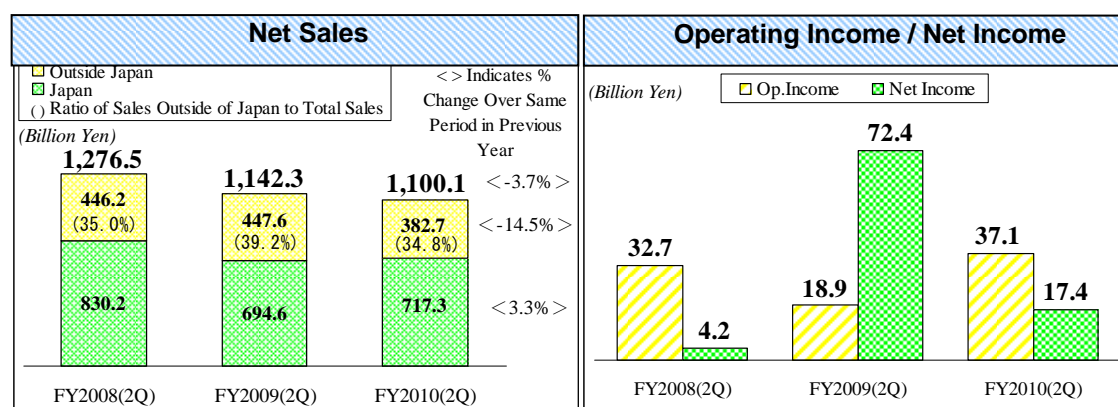 Net Sales
Outside Japan
Japan
( ) Ratio of Sales Outside of Japan to Total Sales
< > Indicates %
Change Over Same
Period in Previous
Year
(Billion Yen)
1,276.5
1,142.3
1,100.1
< -3.7% >
446.2
(35.0%)
447.6
(39.2%)
382.7
(34.8%)
<-14.5% >
830.2
694.6
717.3
< 3.3% >
FY2008(2Q)
FY2009(2Q)
FY2010(2Q)
Operating Income / Net Income
(Billion Yen)
Op.Income
Net Income
32.7
4.2
18.9
72.4
37.1
17.4
FY2008(2Q)
FY2009(2Q)
FY2010(2Q)